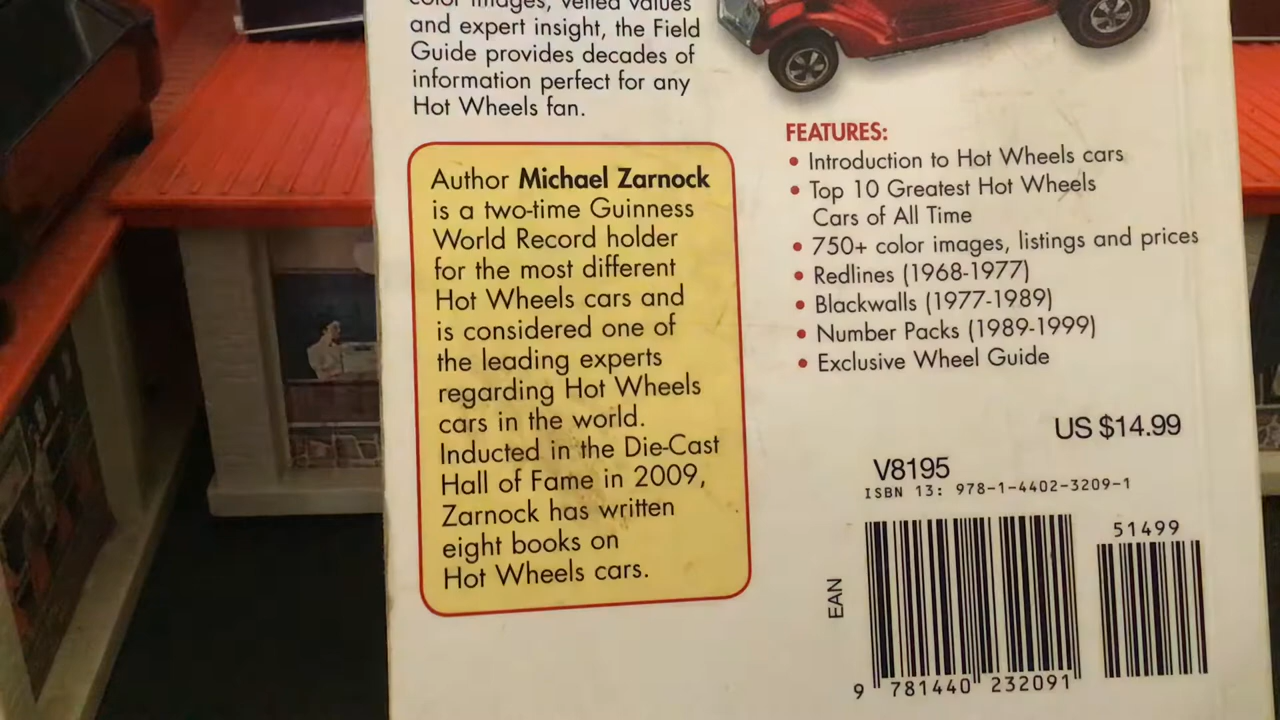 color images, vetted values
and expert insight, the Field
Guide provides decades of
information perfect for any
Hot Wheels fan.
Author Michael Zarnock
is a two-time Guinness
World Record holder
for the most different
Hot Wheels cars and
is considered one of
the leading experts
regarding Hot Wheels
cars in the world.
Inducted in the Die-Cast
Hall of Fame in 2009,
Zarnock has written
eight books on
Hot Wheels cars.
FEATURES:
• Introduction to Hot Wheels cars
• Top 10 Greatest Hot Wheels
Cars of All Time
• 750+ color images, listings and prices
• Redlines (1968-1977)
• Blackwalls (1977-1989)
• Number Packs (1989-1999)
• Exclusive Wheel Guide
US $14.99
V8195
ISBN 13: 978-1-4402-3209-1
51499
EAN
9 781440 232091